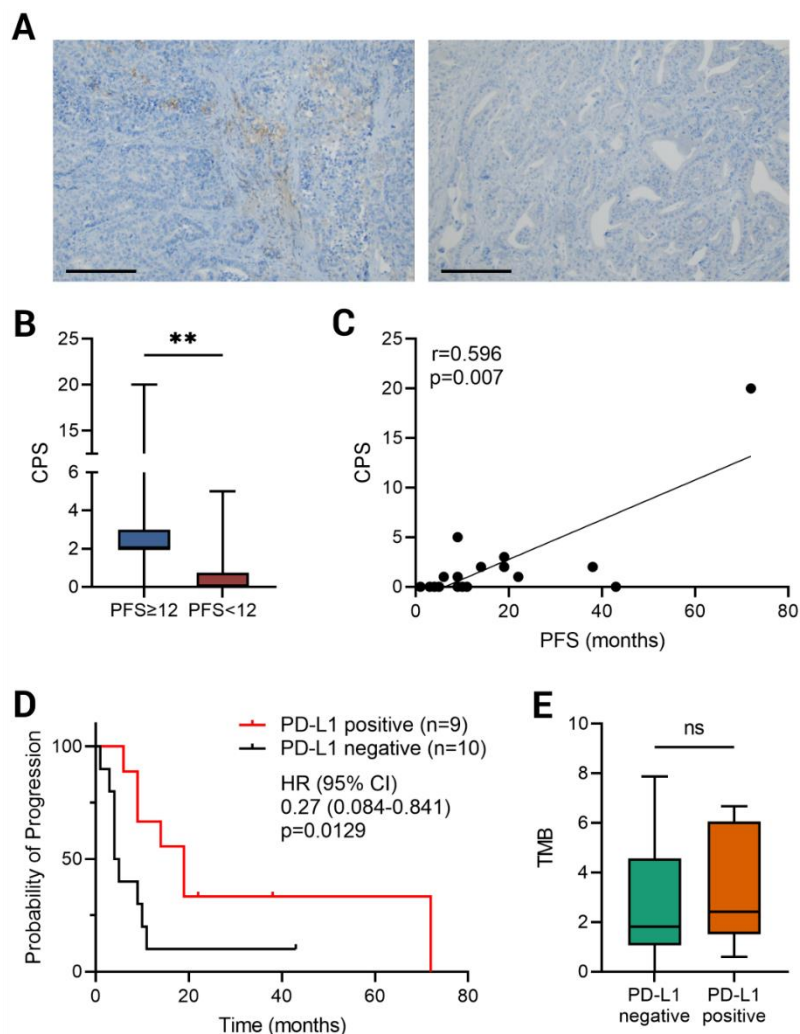 A
B
25
20
15
6
4
2
0
CPS
**
PFS≥12
PFS<12
C
r=0.596
p=0.007
25
20
15
10
5
0
CPS
0
20
40
60
80
PFS (months)
D
PD-L1 positive (n=9)
PD-L1 negative (n=10)
HR (95% CI)
0.27 (0.084-0.841)
p=0.0129
100
50
0
Probability of Progression
0
20
40
60
80
Time (months)
E
ns
10
8
6
4
2
0
TMB
PD-L1
negative
PD-L1
positive